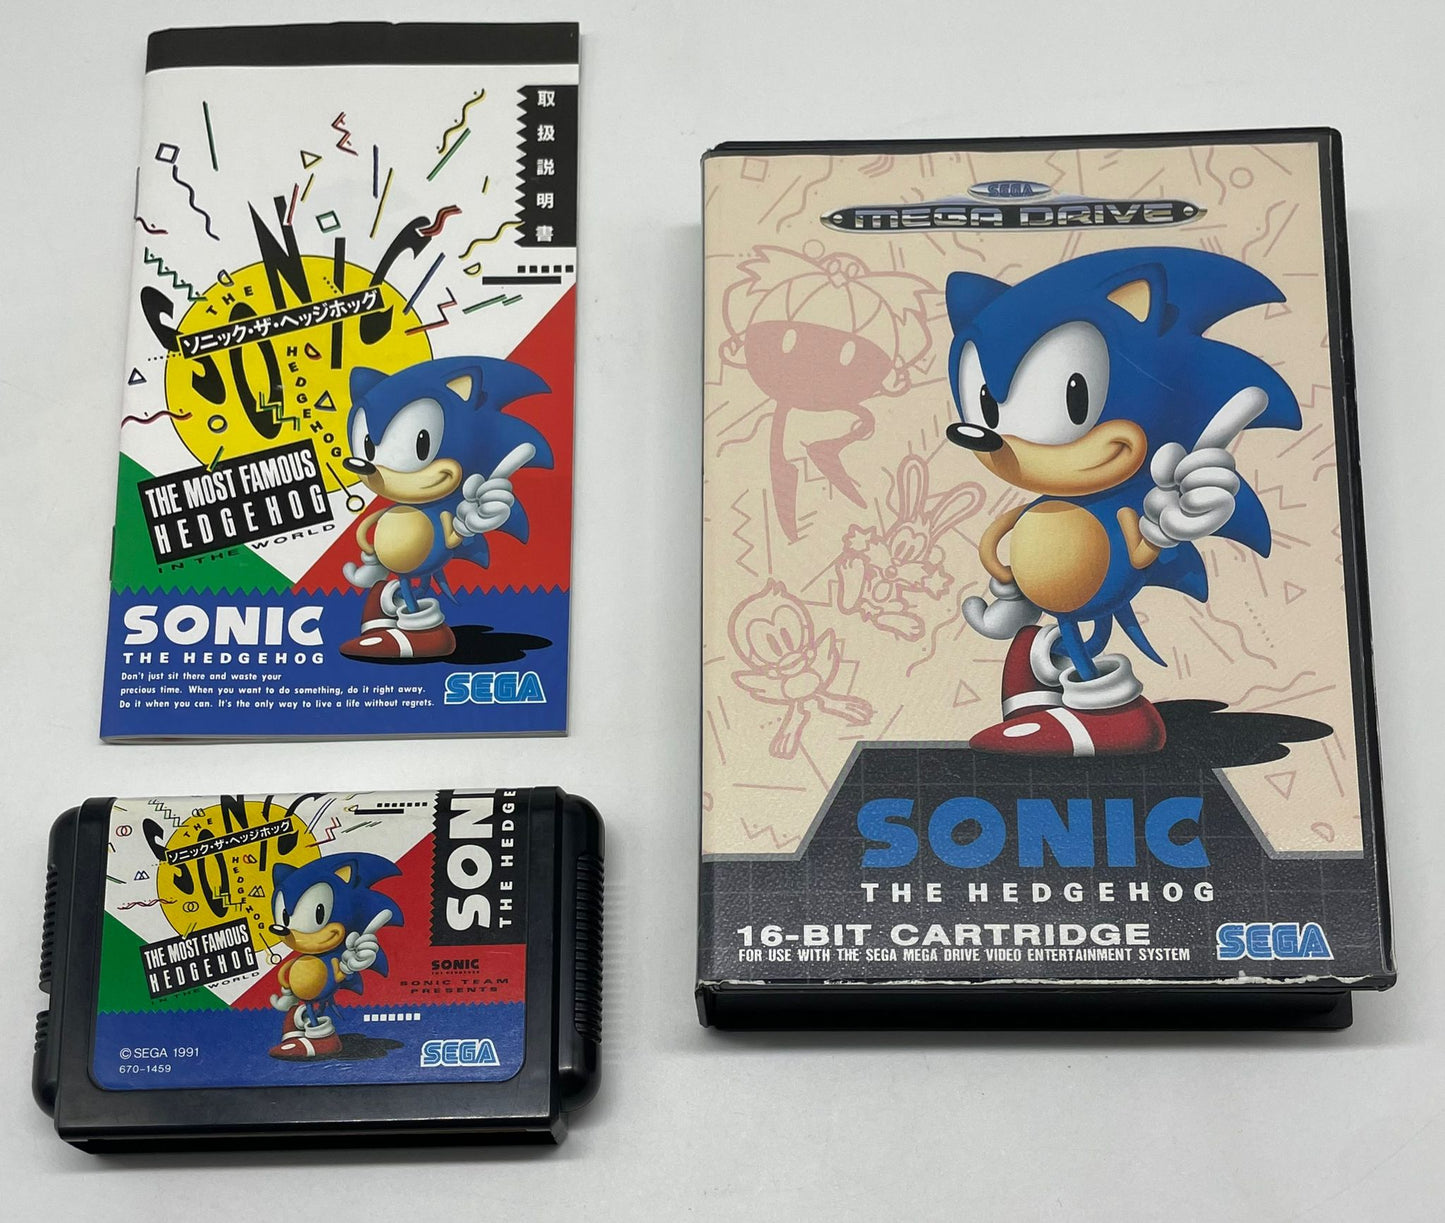 取扱説明書
THE
SONIC
ソニック・ザ・ヘッジホッグ
HEDGEHOG
THE MOST FAMOUS
HEDGEHOG
IN THE WORLD
SONIC
THE HEDGEHOG
Don't just sit there and waste your
precious time. When you want to do something, do it right away.
Do it when you can. It's the only way to live a life without regrets.
SEGA
SEGA
MEGA DRIVE
SONIC
THE HEDGEHOG
16-BIT CARTRIDGE
FOR USE WITH THE SEGA MEGA DRIVE VIDEO ENTERTAINMENT SYSTEM
SEGA
THE
SONIC
ソニック・ザ・ヘッジホッグ
HEDGEHOG
THE MOST FAMOUS
HEDGEHOG
IN THE WORLD
SONI
THE HEDGE
SONIC
THE HEDGEHOG
SONIC TEAM
PRESENTS
© SEGA 1991
670-1459
SEGA